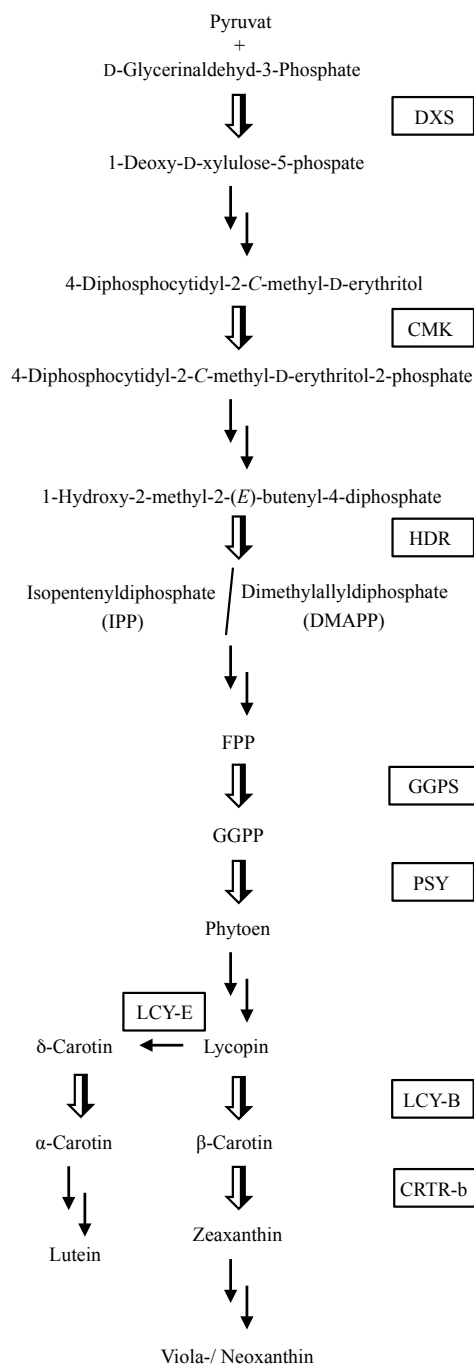 Pyruvat
+
D-Glycerinaldehyd-3-Phosphate
DXS
1-Deoxy-D-xylulose-5-phospate
4-Diphosphocytidyl-2-C-methyl-D-erythritol
CMK
4-Diphosphocytidyl-2-C-methyl-D-erythritol-2-phosphate
1-Hydroxy-2-methyl-2-(E)-butenyl-4-diphosphate
HDR
Isopentenyldiphosphate
(IPP)
Dimethylallyldiphosphate
(DMAPP)
FPP
GGPS
GGPP
PSY
Phytoen
LCY-E
δ-Carotin
Lycopin
LCY-B
α-Carotin
β-Carotin
CRTR-b
Zeaxanthin
Lutein
Viola-/ Neoxanthin